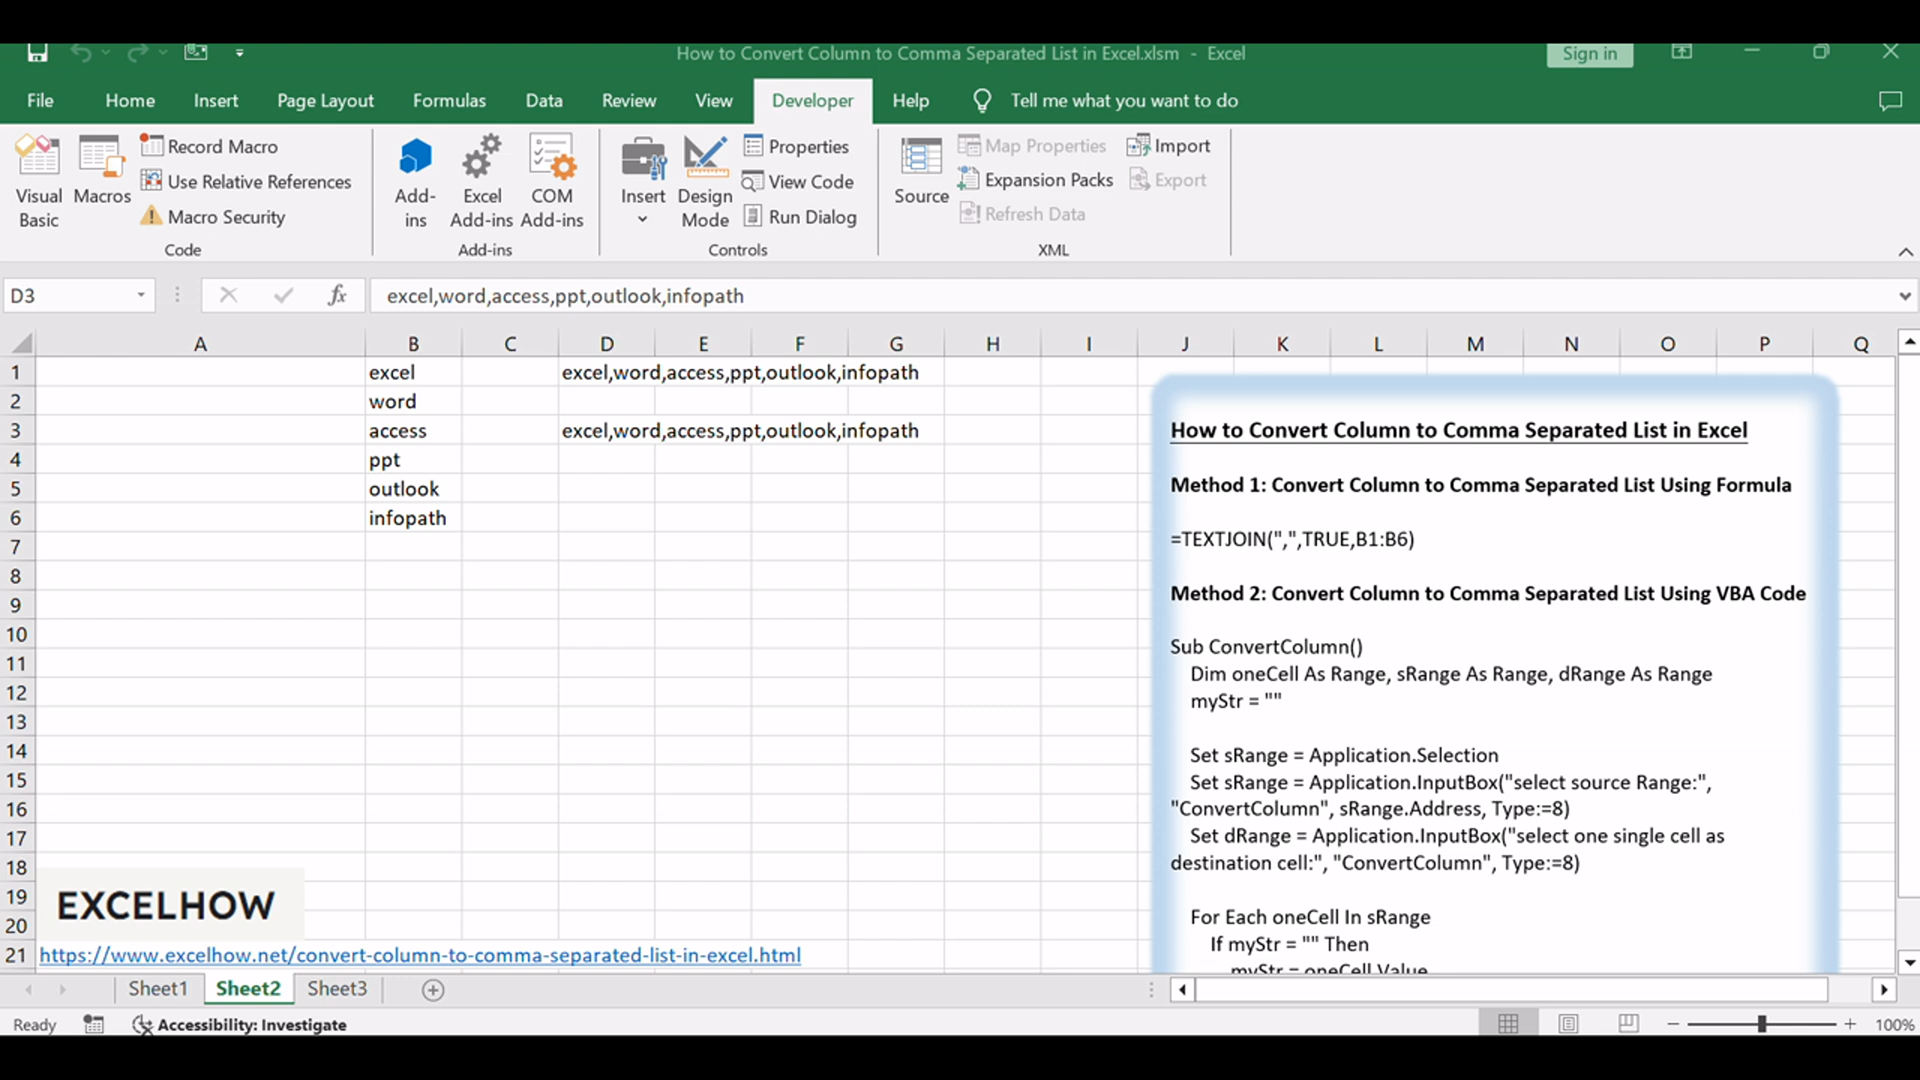 How to Convert Column to Comma Separated List in Excel.xlsm - Excel
Sign in
File Home Insert Page Layout Formulas Data Review View Developer Help Tell me what you want to do
Visual Basic
Macros
Record Macro
Use Relative References
Macro Security
Code
Add-ins
Excel Add-ins
COM Add-ins
Add-ins
Insert
Design Mode
Properties
View Code
Run Dialog
Controls
Source
Map Properties
Expansion Packs
Refresh Data
Import
Export
XML
D3
fx
excel,word,access,ppt,outlook,infopath
A B C D E F G H I J K L M N O P Q
1 excel excel,word,access,ppt,outlook,infopath
2 word
3 access excel,word,access,ppt,outlook,infopath
4 ppt
5 outlook
6 infopath
7
8
9
10
11
12
13
14
15
16
17
18
19
20
21 https://www.excelhow.net/convert-column-to-comma-separated-list-in-excel.html
EXCELHOW
How to Convert Column to Comma Separated List in Excel
Method 1: Convert Column to Comma Separated List Using Formula
=TEXTJOIN(",",TRUE,B1:B6)
Method 2: Convert Column to Comma Separated List Using VBA Code
Sub ConvertColumn()
Dim oneCell As Range, sRange As Range, dRange As Range
myStr = ""
Set sRange = Application.Selection
Set sRange = Application.InputBox("select source Range:",
"ConvertColumn", sRange.Address, Type:=8)
Set dRange = Application.InputBox("select one single cell as
destination cell:", "ConvertColumn", Type:=8)
For Each oneCell In sRange
If myStr = "" Then
myStr = oneCell.Value
Sheet1 Sheet2 Sheet3
Ready
Accessibility: Investigate
100%